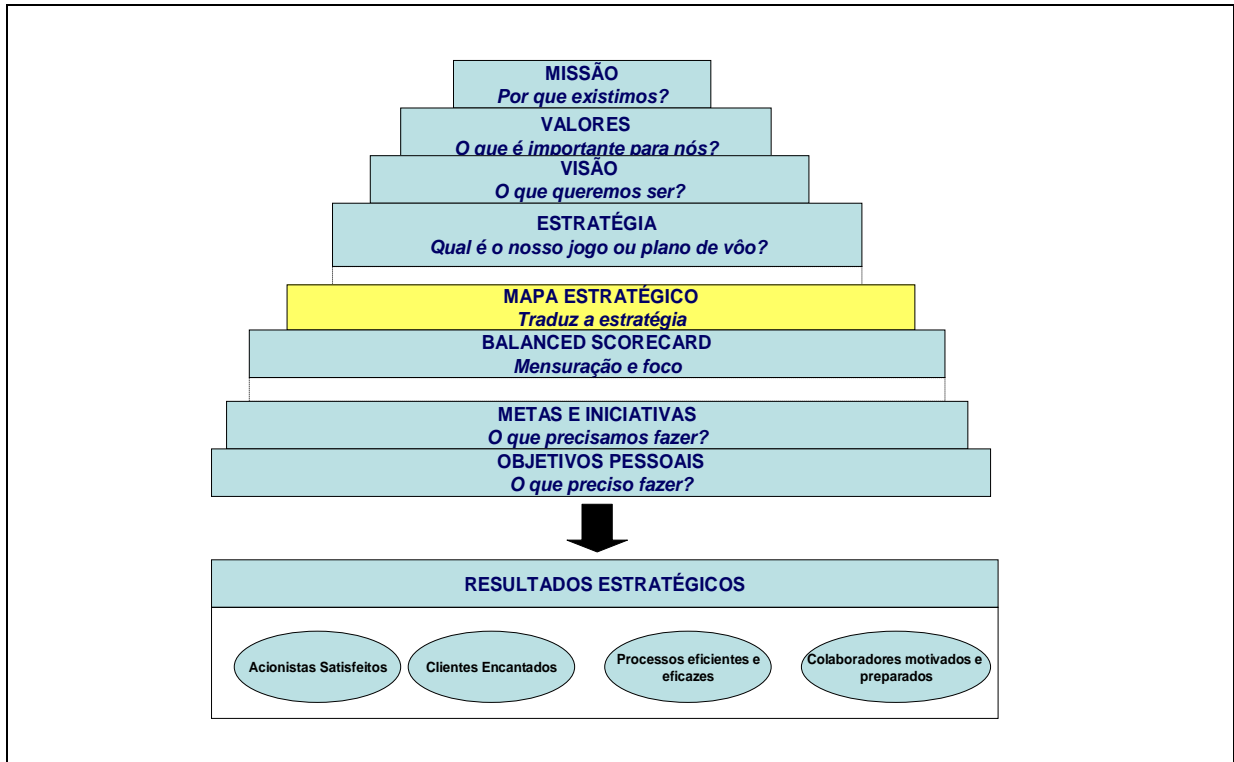 MISSÃO
Por que existimos?
VALORES
O que é importante para nós?
VISÃO
O que queremos ser?
ESTRATÉGIA
Qual é o nosso jogo ou plano de vôo?
MAPA ESTRATÉGICO
Traduz a estratégia
BALANCED SCORECARD
Mensuração e foco
METAS E INICIATIVAS
O que precisamos fazer?
OBJETIVOS PESSOAIS
O que preciso fazer?
RESULTADOS ESTRATÉGICOS
Acionistas Satisfeitos
Clientes Encantados
Processos eficientes e
eficazes
Colaboradores motivados e
preparados